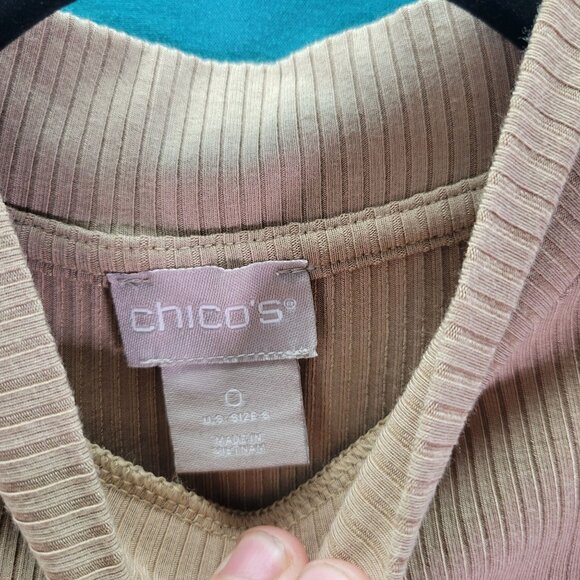 chico's®
0
U.S. SIZE S
MADE IN
VIETNAM